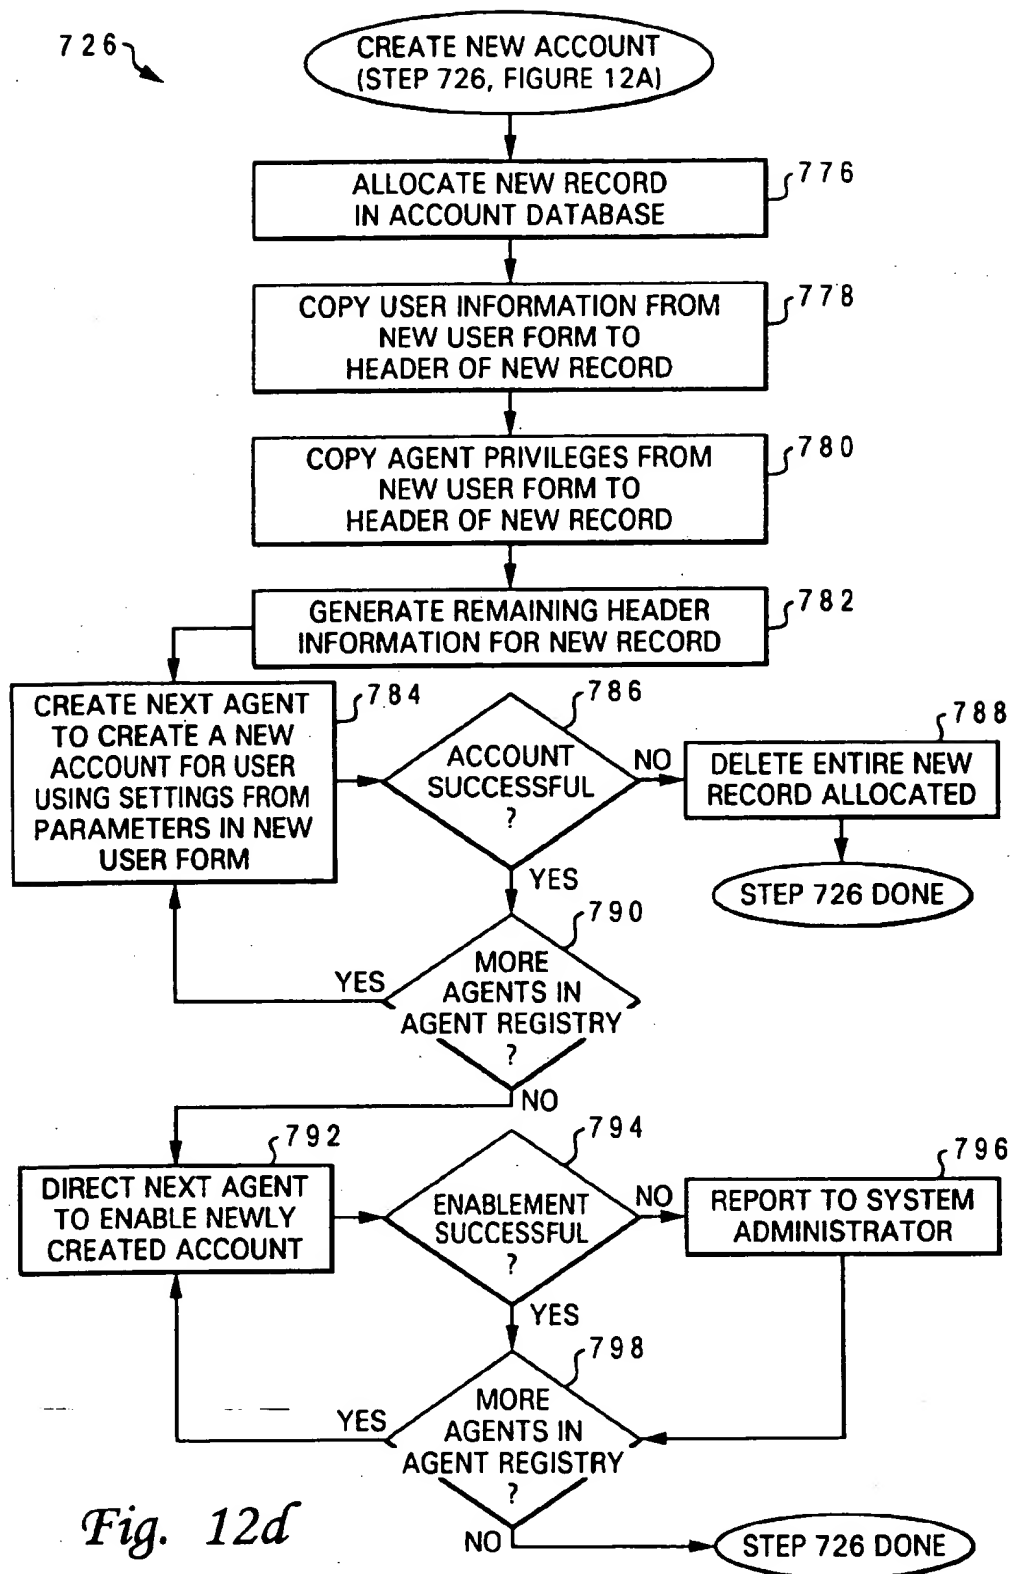 726
CREATE NEW ACCOUNT
(STEP 726, FIGURE 12A)
ALLOCATE NEW RECORD
IN ACCOUNT DATABASE
776
COPY USER INFORMATION FROM
NEW USER FORM TO
HEADER OF NEW RECORD
778
COPY AGENT PRIVILEGES FROM
NEW USER FORM TO
HEADER OF NEW RECORD
780
GENERATE REMAINING HEADER
INFORMATION FOR NEW RECORD
782
CREATE NEXT AGENT
TO CREATE A NEW
ACCOUNT FOR USER
USING SETTINGS FROM
PARAMETERS IN NEW
USER FORM
784
ACCOUNT
SUCCESSFUL
?
786
NO
DELETE ENTIRE NEW
RECORD ALLOCATED
788
STEP 726 DONE
YES
790
MORE
AGENTS IN
AGENT REGISTRY
?
YES
NO
792
DIRECT NEXT AGENT
TO ENABLE NEWLY
CREATED ACCOUNT
794
ENABLEMENT
SUCCESSFUL
?
NO
796
REPORT TO SYSTEM
ADMINISTRATOR
YES
798
MORE
AGENTS IN
AGENT REGISTRY
?
YES
NO
STEP 726 DONE
Fig. 12d